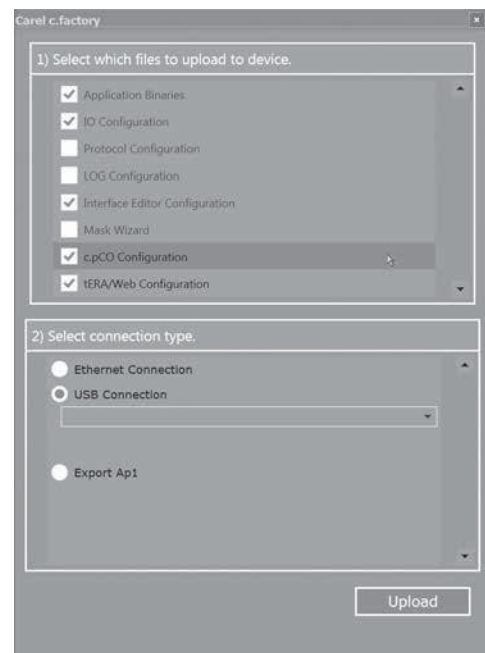 Carel c.factory
1) Select which files to upload to device.
Application Binaries
IO Configuration
Protocol Configuration
LOG Configuration
Interface Editor Configuration
Mask Wizard
c.pCO Configuration
tERA/Web Configuration
2) Select connection type.
Ethernet Connection
USB Connection
Export Ap1
Upload